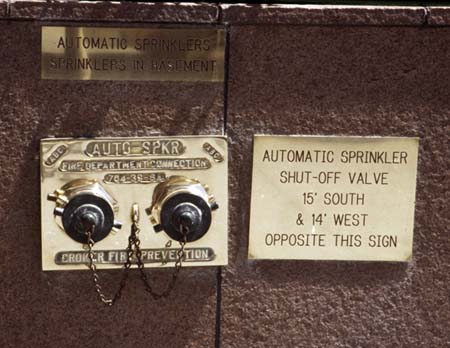 AUTOMATIC SPRINKLERS
SPRINKLERS IN BASEMENT
AUTO-SPKR
FIRE DEPARTMENT CONNECTION
CROKER FIRE PREVENTION
AUTOMATIC SPRINKLER
SHUT-OFF VALVE
15' SOUTH
& 14' WEST
OPPOSITE THIS SIGN